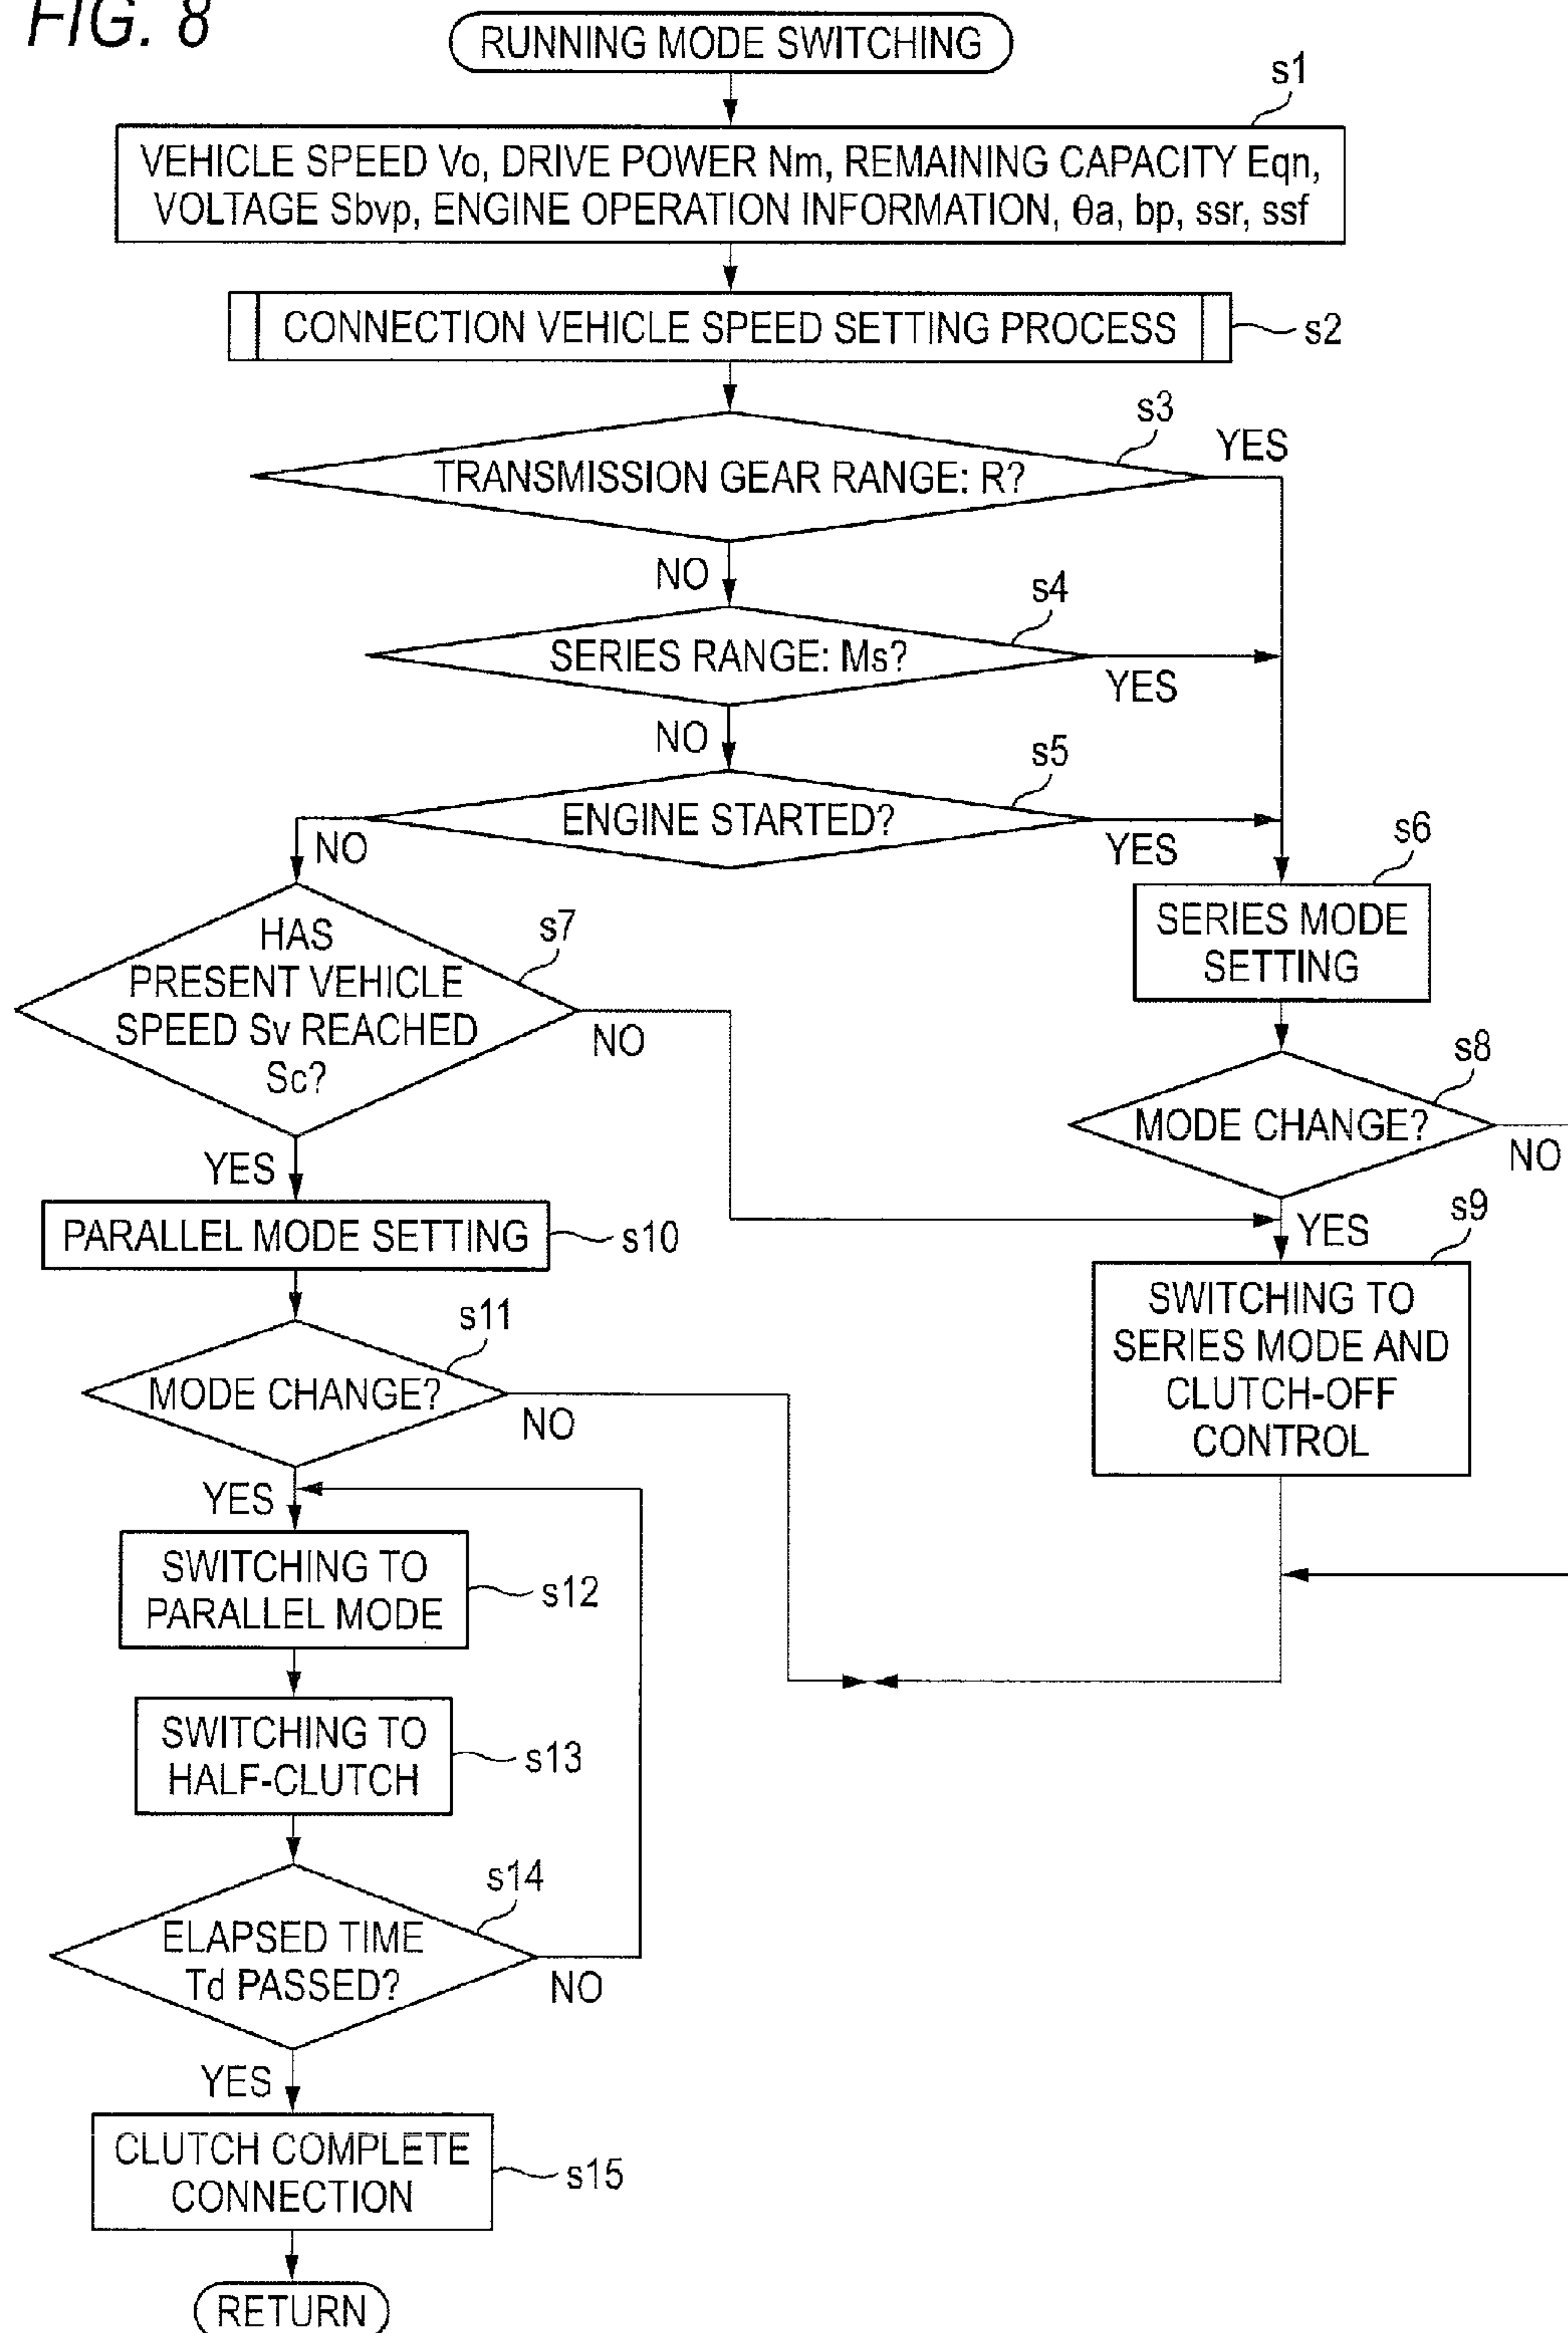 FIG. 8
RUNNING MODE SWITCHING
s1
VEHICLE SPEED Vo, DRIVE POWER Nm, REMAINING CAPACITY Eqn,
VOLTAGE Sbvp, ENGINE OPERATION INFORMATION, θa, bp, ssr, ssf
CONNECTION VEHICLE SPEED SETTING PROCESS
s2
s3
TRANSMISSION GEAR RANGE: R?
YES
NO
s4
SERIES RANGE: Ms?
YES
NO
s5
ENGINE STARTED?
YES
NO
s6
SERIES MODE
SETTING
s7
HAS
PRESENT VEHICLE
SPEED Sv REACHED
Sc?
NO
YES
s8
MODE CHANGE?
NO
YES
s9
SWITCHING TO
SERIES MODE AND
CLUTCH-OFF
CONTROL
PARALLEL MODE SETTING
s10
s11
MODE CHANGE?
NO
YES
SWITCHING TO
PARALLEL MODE
s12
SWITCHING TO
HALF-CLUTCH
s13
s14
ELAPSED TIME
Td PASSED?
NO
YES
CLUTCH COMPLETE
CONNECTION
s15
RETURN